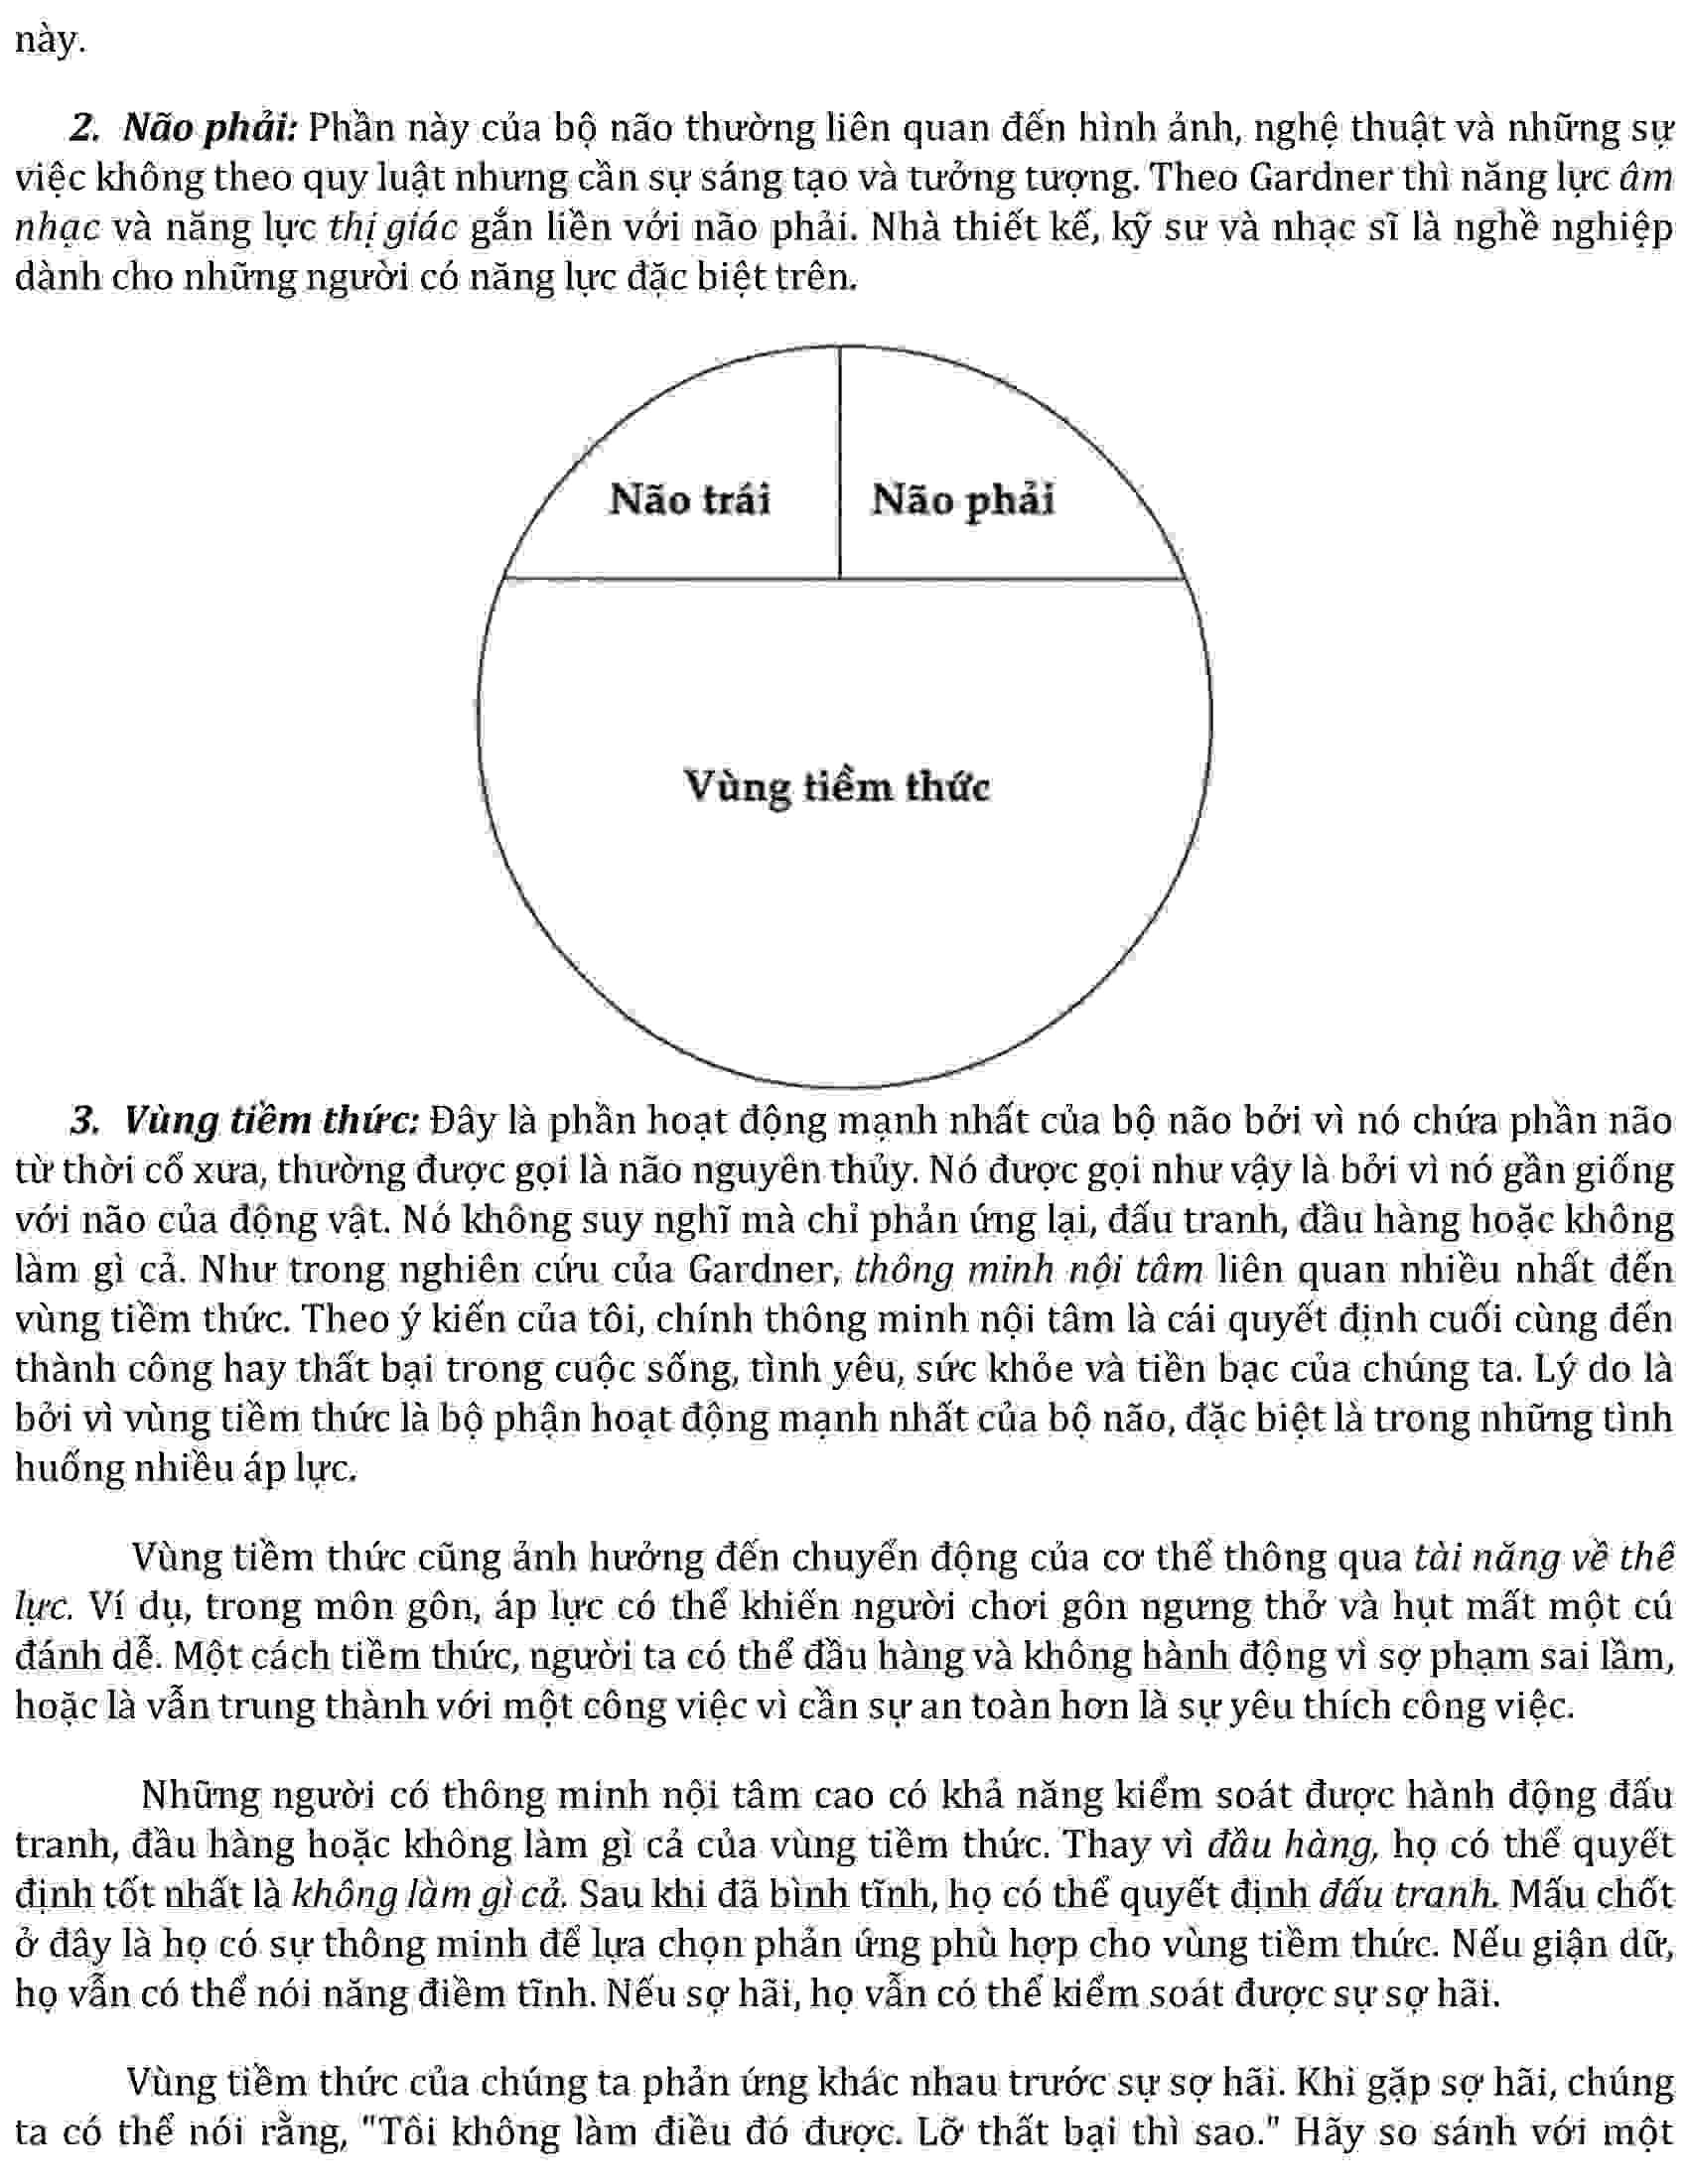 này.
2. Não phải: Phần này của bộ não thường liên quan đến hình ảnh, nghệ thuật và những sự
việc không theo quy luật nhưng cần sự sáng tạo và tưởng tượng. Theo Gardner thì năng lực âm
nhạc và năng lực thị giác gắn liền với não phải. Nhà thiết kế, kỹ sư và nhạc sĩ là nghề nghiệp
dành cho những người có năng lực đặc biệt trên.
Não trái
Não phải
Vùng tiềm thức
3. Vùng tiềm thức: Đây là phần hoạt động mạnh nhất của bộ não bởi vì nó chứa phần não
từ thời cổ xưa, thường được gọi là não nguyên thủy. Nó được gọi như vậy là bởi vì nó gần giống
với não của động vật. Nó không suy nghĩ mà chỉ phản ứng lại, đấu tranh, đầu hàng hoặc không
làm gì cả. Như trong nghiên cứu của Gardner, thông minh nội tâm liên quan nhiều nhất đến
vùng tiềm thức. Theo ý kiến của tôi, chính thông minh nội tâm là cái quyết định cuối cùng đến
thành công hay thất bại trong cuộc sống, tình yêu, sức khỏe và tiền bạc của chúng ta. Lý do là
bởi vì vùng tiềm thức là bộ phận hoạt động mạnh nhất của bộ não, đặc biệt là trong những tình
huống nhiều áp lực.
Vùng tiềm thức cũng ảnh hưởng đến chuyển động của cơ thể thông qua tài năng về thể
lực. Ví dụ, trong môn gôn, áp lực có thể khiến người chơi gôn ngưng thở và hụt mất một cú
đánh dễ. Một cách tiềm thức, người ta có thể đầu hàng và không hành động vì sợ phạm sai lầm,
hoặc là vẫn trung thành với một công việc vì cần sự an toàn hơn là sự yêu thích công việc.
Những người có thông minh nội tâm cao có khả năng kiểm soát được hành động đấu
tranh, đầu hàng hoặc không làm gì cả của vùng tiềm thức. Thay vì đầu hàng, họ có thể quyết
định tốt nhất là không làm gì cả. Sau khi đã bình tĩnh, họ có thể quyết định đấu tranh. Mấu chốt
ở đây là họ có sự thông minh để lựa chọn phản ứng phù hợp cho vùng tiềm thức. Nếu giận dữ,
họ vẫn có thể nói năng điềm tĩnh. Nếu sợ hãi, họ vẫn có thể kiểm soát được sự sợ hãi.
Vùng tiềm thức của chúng ta phản ứng khác nhau trước sự sợ hãi. Khi gặp sợ hãi, chúng
ta có thể nói rằng, "Tôi không làm điều đó được. Lỡ thất bại thì sao." Hãy so sánh với một